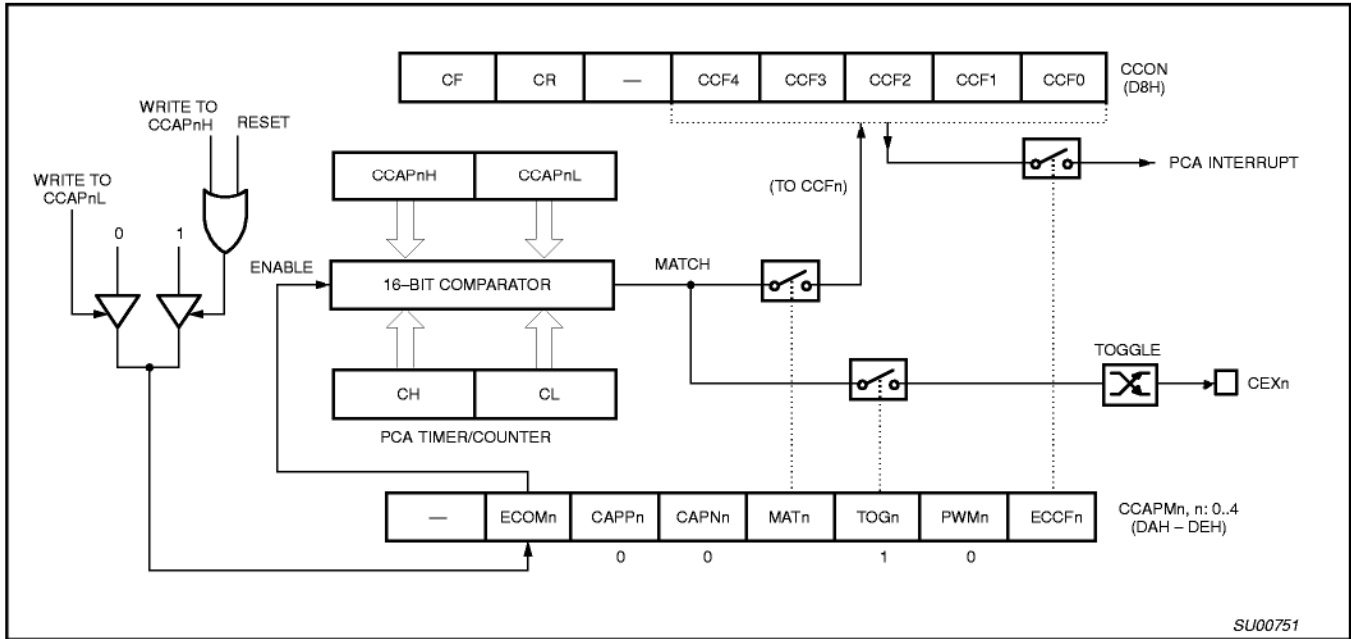 CF CR — CCF4 CCF3 CCF2 CCF1 CCF0
CCON
(D8H)
WRITE TO
CCAPnH
RESET
WRITE TO
CCAPnL
0 1
CCAPnH CCAPnL
(TO CCFn)
PCA INTERRUPT
ENABLE
16–BIT COMPARATOR
MATCH
CH CL
PCA TIMER/COUNTER
TOGGLE
CEXn
— ECOMn CAPPn CAPNn MATn TOGn PWMn ECCFn
CCAPMn, n: 0..4
(DAH – DEH)
0 0 1 0
SU00751